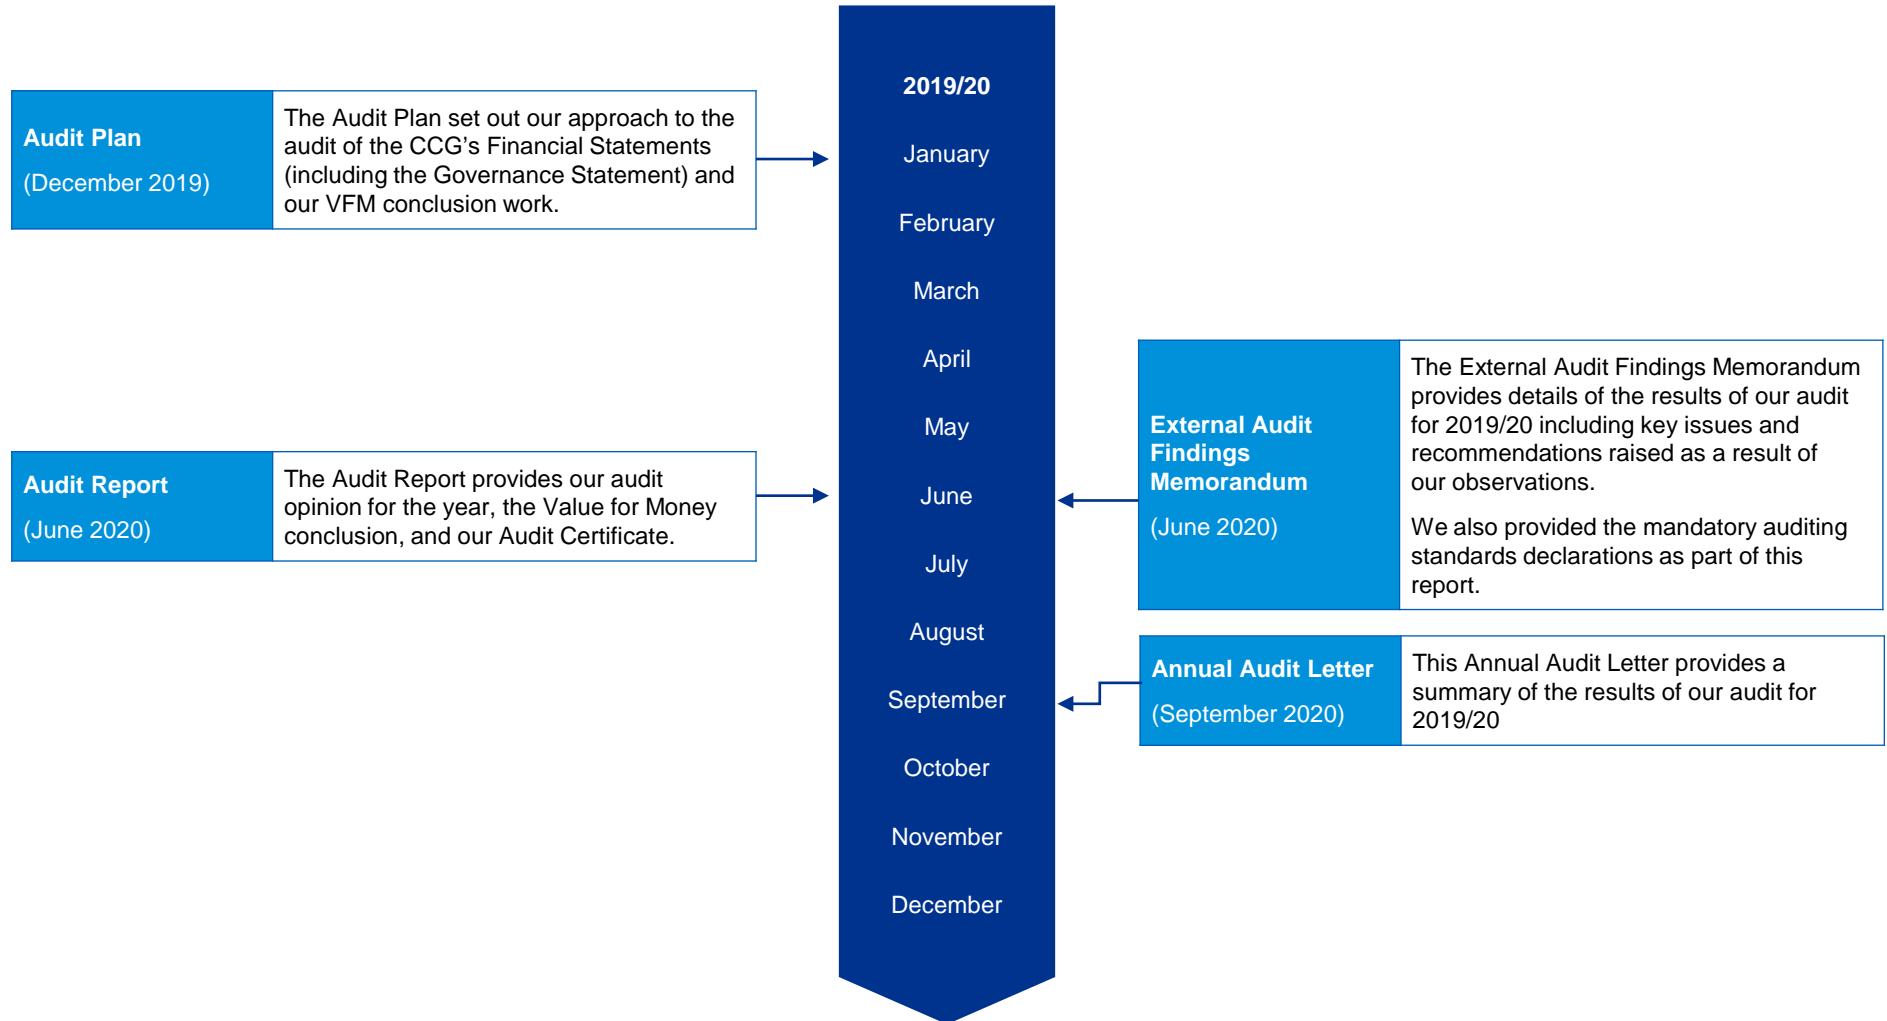 Audit Plan
(December 2019)
The Audit Plan set out our approach to the
audit of the CCG’s Financial Statements
(including the Governance Statement) and
our VFM conclusion work.
Audit Report
(June 2020)
The Audit Report provides our audit
opinion for the year, the Value for Money
conclusion, and our Audit Certificate.
2019/20
January
February
March
April
May
June
July
August
September
October
November
December
External Audit
Findings
Memorandum
(June 2020)
The External Audit Findings Memorandum
provides details of the results of our audit
for 2019/20 including key issues and
recommendations raised as a result of
our observations.
We also provided the mandatory auditing
standards declarations as part of this
report.
Annual Audit Letter
(September 2020)
This Annual Audit Letter provides a
summary of the results of our audit for
2019/20